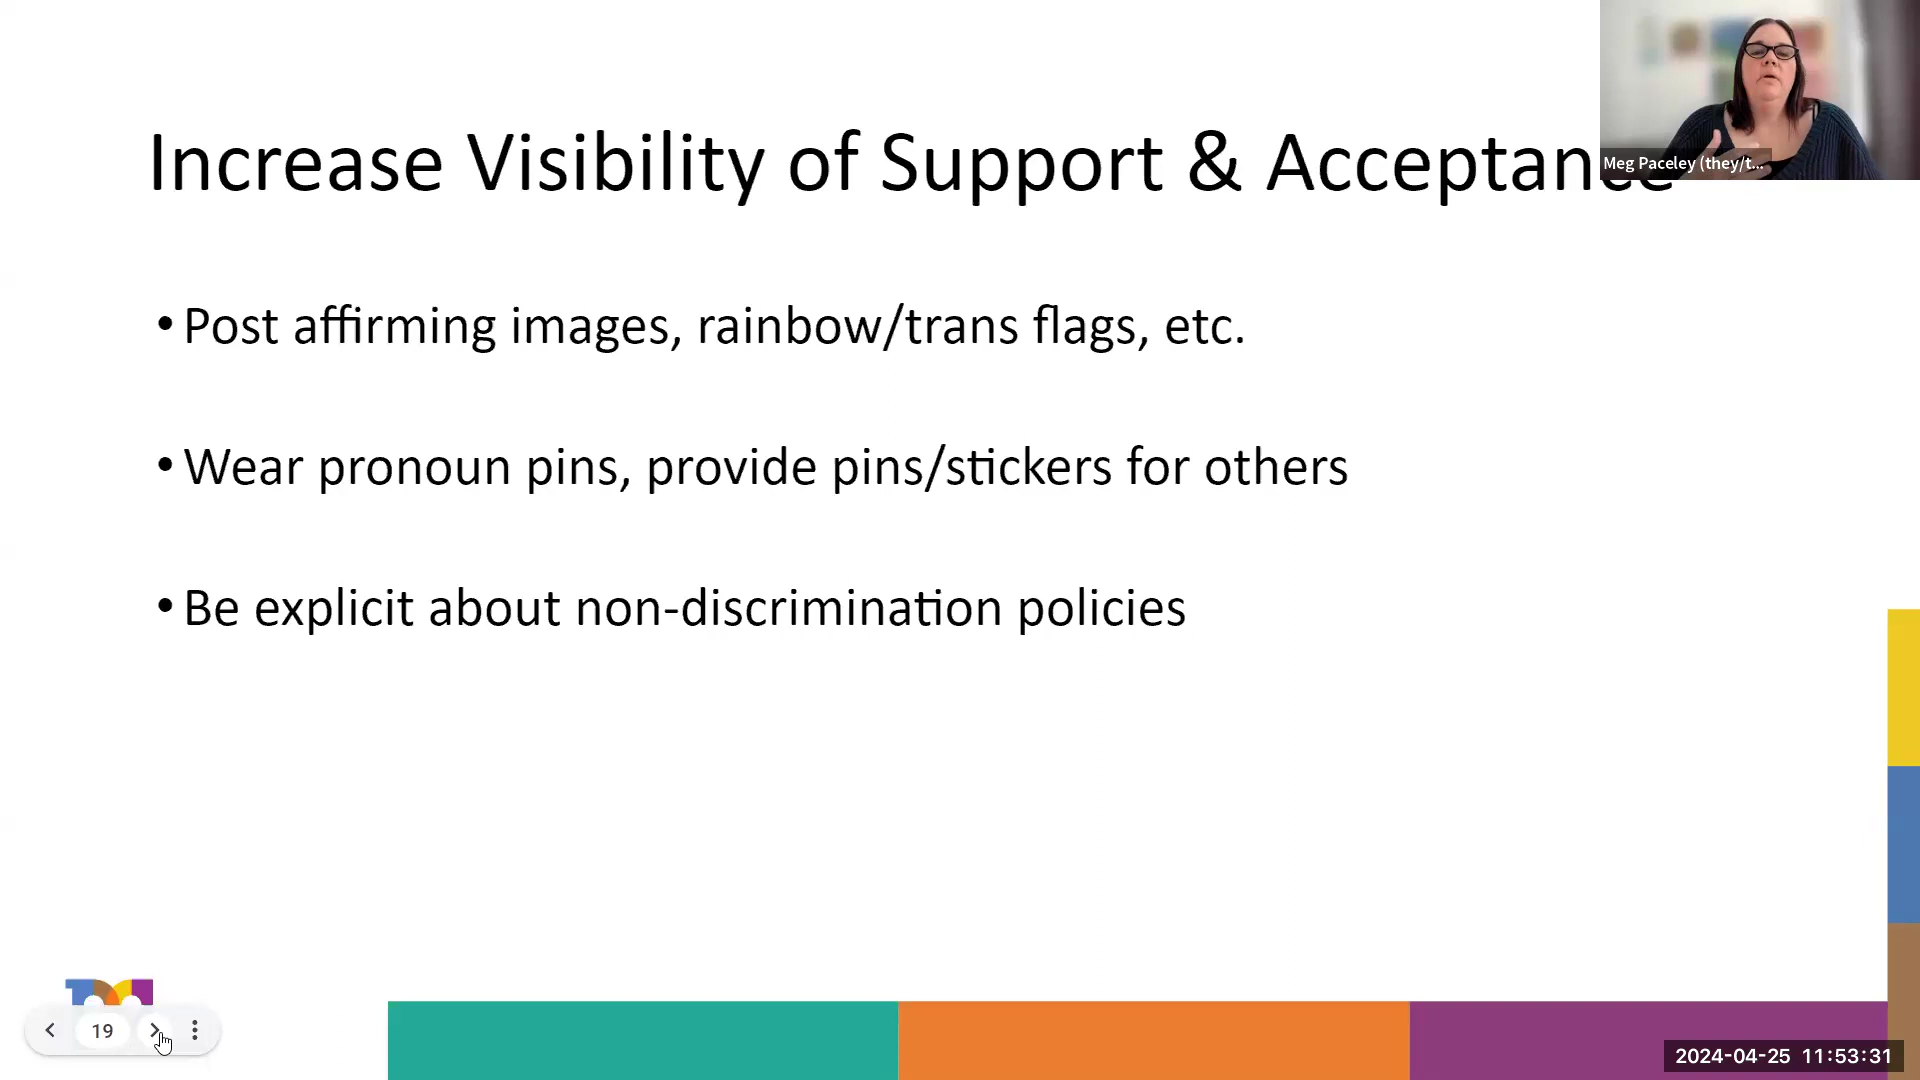 Increase Visibility of Support & Acceptance
Meg Paceley (they/t...
• Post affirming images, rainbow/trans flags, etc.
• Wear pronoun pins, provide pins/stickers for others
• Be explicit about non-discrimination policies
19
2024-04-25 11:53:31